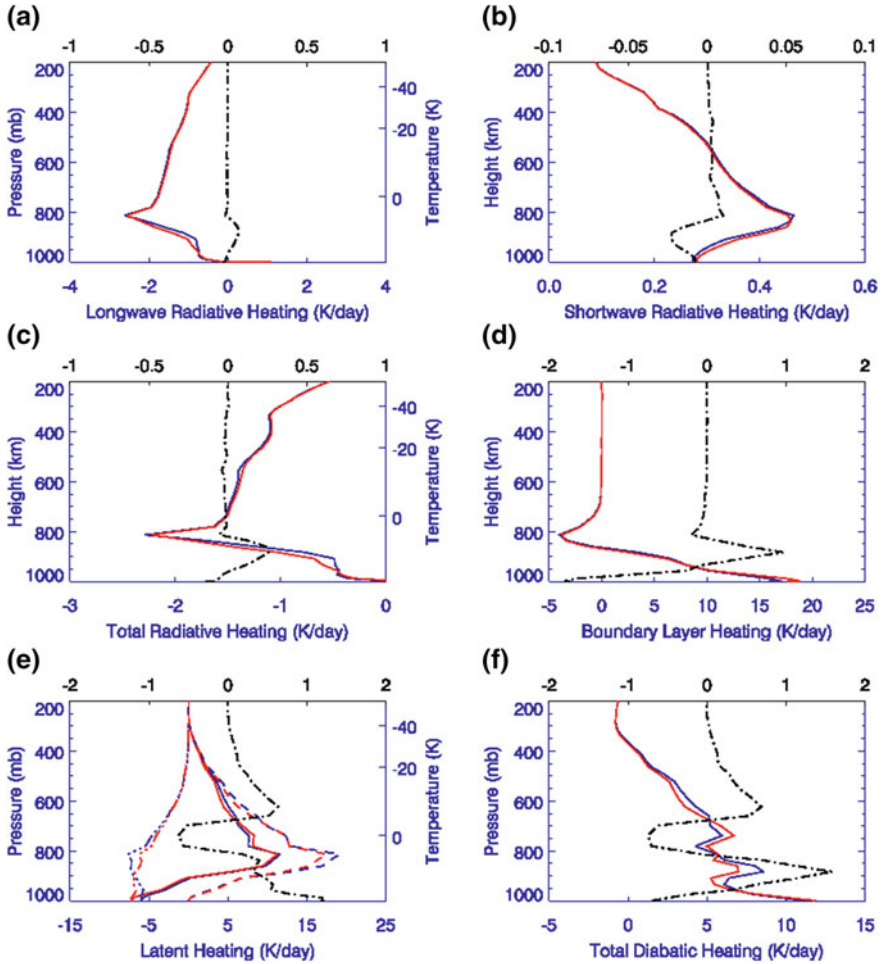 (a) (b)
-1 -0.5 0 0.5 1 -0.1 -0.05 0 0.05 0.1
200 -40 200
400 -20 400
600 600
800 0 800
1000 1000
Pressure (mb) Temperature (K) Height (km)
-4 -2 0 2 4 0.0 0.2 0.4 0.6
Longwave Radiative Heating (K/day) Shortwave Radiative Heating (K/day)
(c) (d)
-1 -0.5 0 0.5 1 -2 -1 0 1 2
200 -40 200
400 -20 400
600 600
800 0 800
1000 1000
Height (km) Temperature (K) Height (km)
-3 -2 -1 0 -5 0 5 10 15 20 25
Total Radiative Heating (K/day) Boundary Layer Heating (K/day)
(e) (f)
-2 -1 0 1 2 -2 -1 0 1 2
200 -40 200
400 -20 400
600 600
800 0 800
1000 1000
Pressure (mb) Temperature (K) Pressure (mb)
-15 -5 5 15 25 -5 0 5 10 15
Latent Heating (K/day) Total Diabatic Heating (K/day)